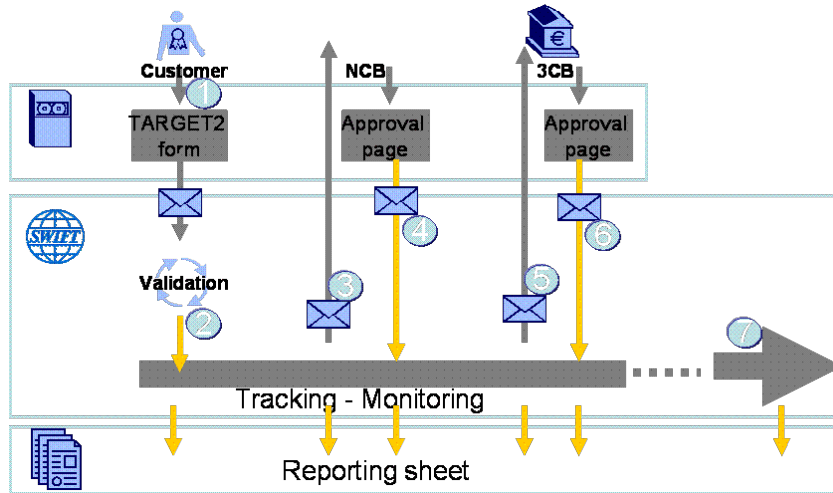 Customer
NCB
3CB
1
TARGET2
form
Approval
page
Approval
page
€
SWIFT
4
6
Validation
2
3
5
7
Tracking - Monitoring
Reporting sheet